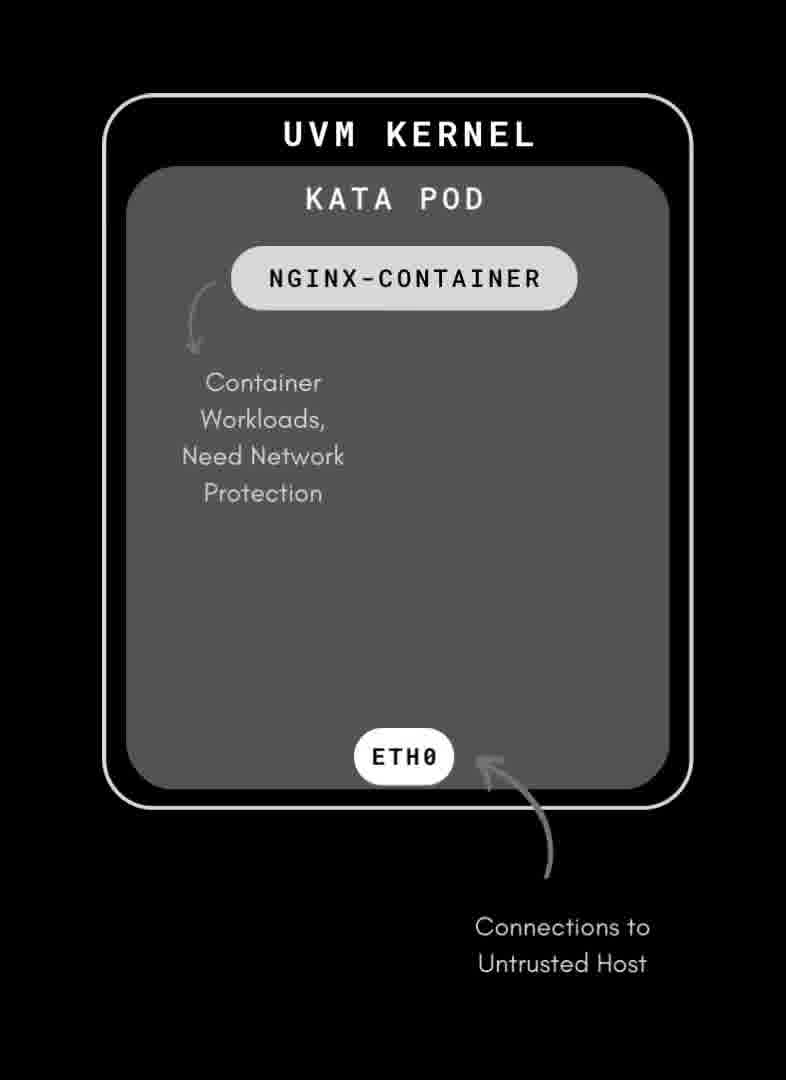 UVM KERNEL
KATA POD
NGINX-CONTAINER
Container
Workloads,
Need Network
Protection
ETH0
Connections to
Untrusted Host